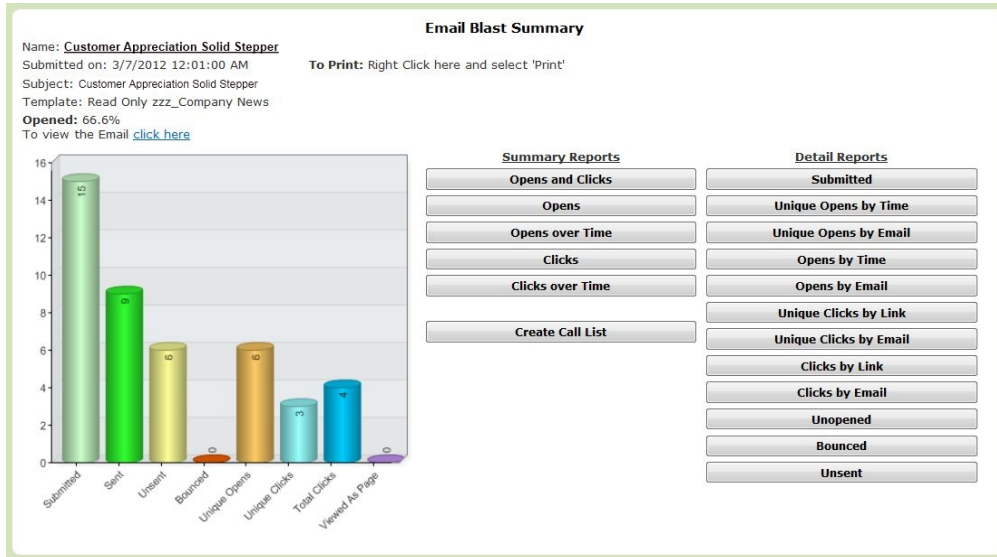 Email Blast Summary
Name: Customer Appreciation Solid Stepper
Submitted on: 3/7/2012 12:01:00 AM
To Print: Right Click here and select 'Print'
Subject: Customer Appreciation Solid Stepper
Template: Read Only zzz_Company News
Opened: 66.6%
To view the Email click here
16
14
12
10
8
6
4
2
0
15
9
6
0
6
3
4
0
Submitted
Sent
Unsent
Bounced
Unique Opens
Unique Clicks
Total Clicks
Viewed As Page
Summary Reports
Opens and Clicks
Opens
Opens over Time
Clicks
Clicks over Time
Create Call List
Detail Reports
Submitted
Unique Opens by Time
Unique Opens by Email
Opens by Time
Opens by Email
Unique Clicks by Link
Unique Clicks by Email
Clicks by Link
Clicks by Email
Unopened
Bounced
Unsent